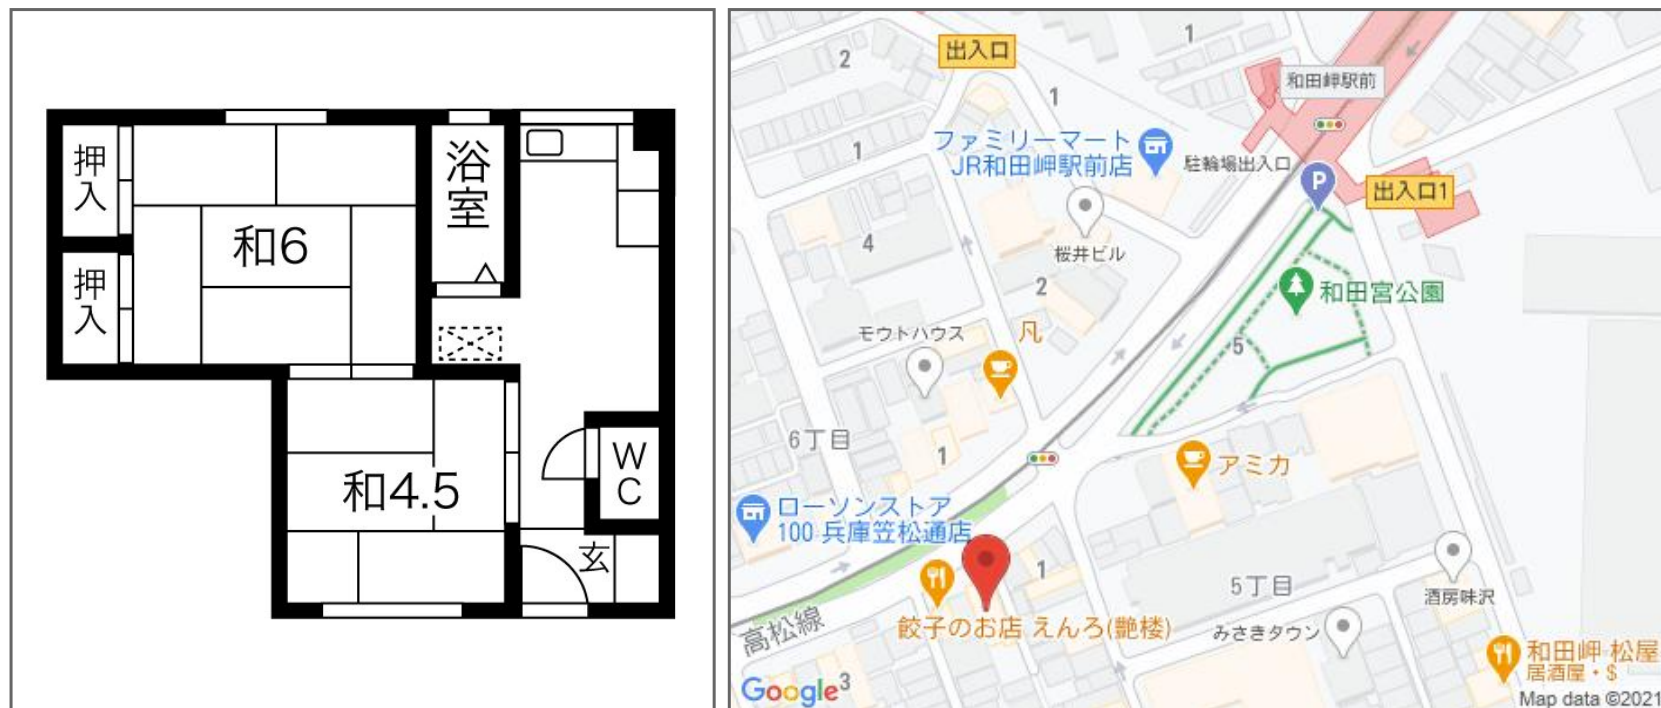 押
入
押
入
和6
浴
室
和4.5
W
C
玄
出入口
1
2
1
和田岬駅前
ファミリーマート
JR和田岬駅前店
1
駐輪場出入口
P
出入口1
桜井ビル
4
2
和田宮公園
モウトハウス
凡
5
6丁目
1
アミカ
ローソンストア
100 兵庫笠松通店
1
5丁目
酒房味沢
高松線
餃子のお店 えんろ(艶楼)
みさきタウン
和田岬 松屋
居酒屋・$
Google
3
Map data ©2021